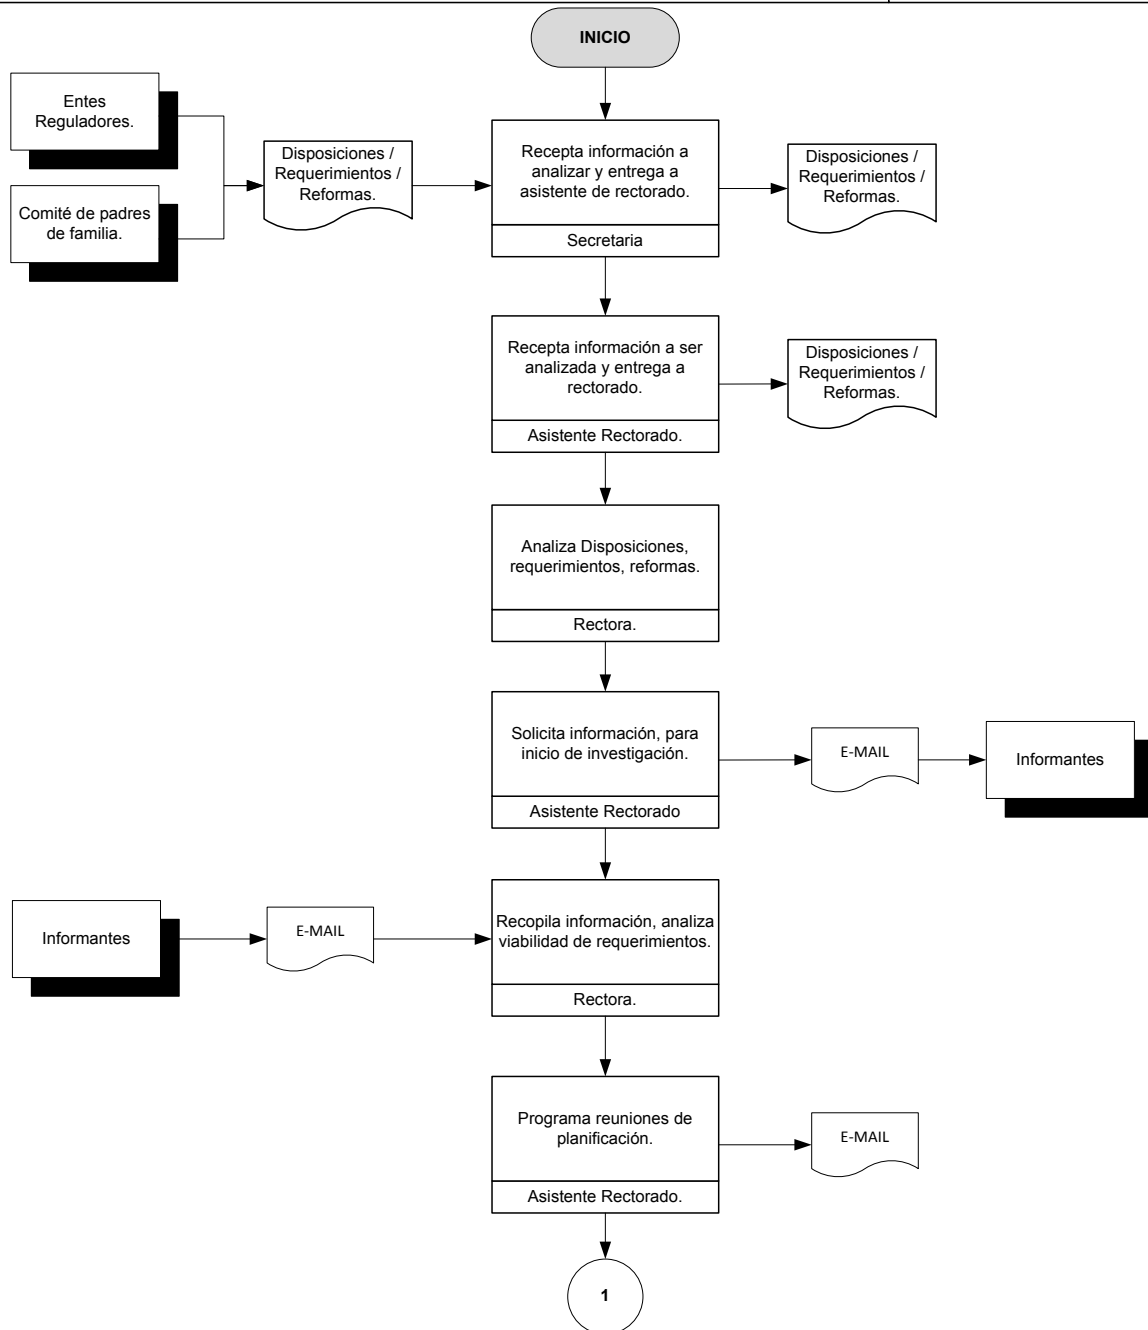 INICIO
Entes
Reguladores.
Comité de padres
de familia.
Disposiciones /
Requerimientos /
Reformas.
Recepta información a
analizar y entrega a
asistente de rectorado.
Secretaria
Disposiciones /
Requerimientos /
Reformas.
Recepta información a ser
analizada y entrega a
rectorado.
Asistente Rectorado.
Disposiciones /
Requerimientos /
Reformas.
Analiza Disposiciones,
requerimientos, reformas.
Rectora.
Solicita información, para
inicio de investigación.
Asistente Rectorado
E-MAIL
Informantes
Informantes
E-MAIL
Recopila información, analiza
viabilidad de requerimientos.
Rectora.
Programa reuniones de
planificación.
Asistente Rectorado.
E-MAIL
1